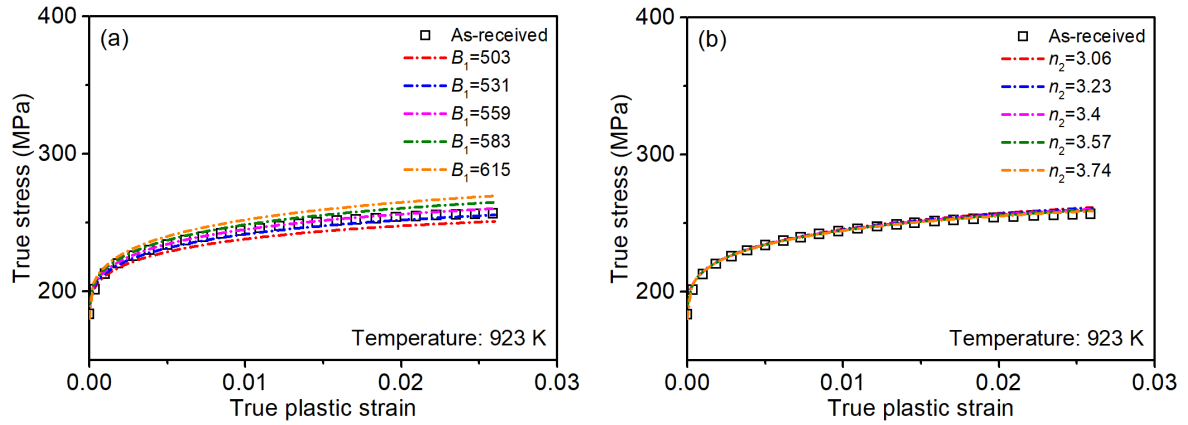 (a)
As-received
B1=503
B1=531
B1=559
B1=583
B1=615
True stress (MPa)
400
200
Temperature: 923 K
0.00 0.01 0.02 0.03
True plastic strain
(b)
As-received
n2=3.06
n2=3.23
n2=3.4
n2=3.57
n2=3.74
True stress (MPa)
400
200
Temperature: 923 K
0.00 0.01 0.02 0.03
True plastic strain